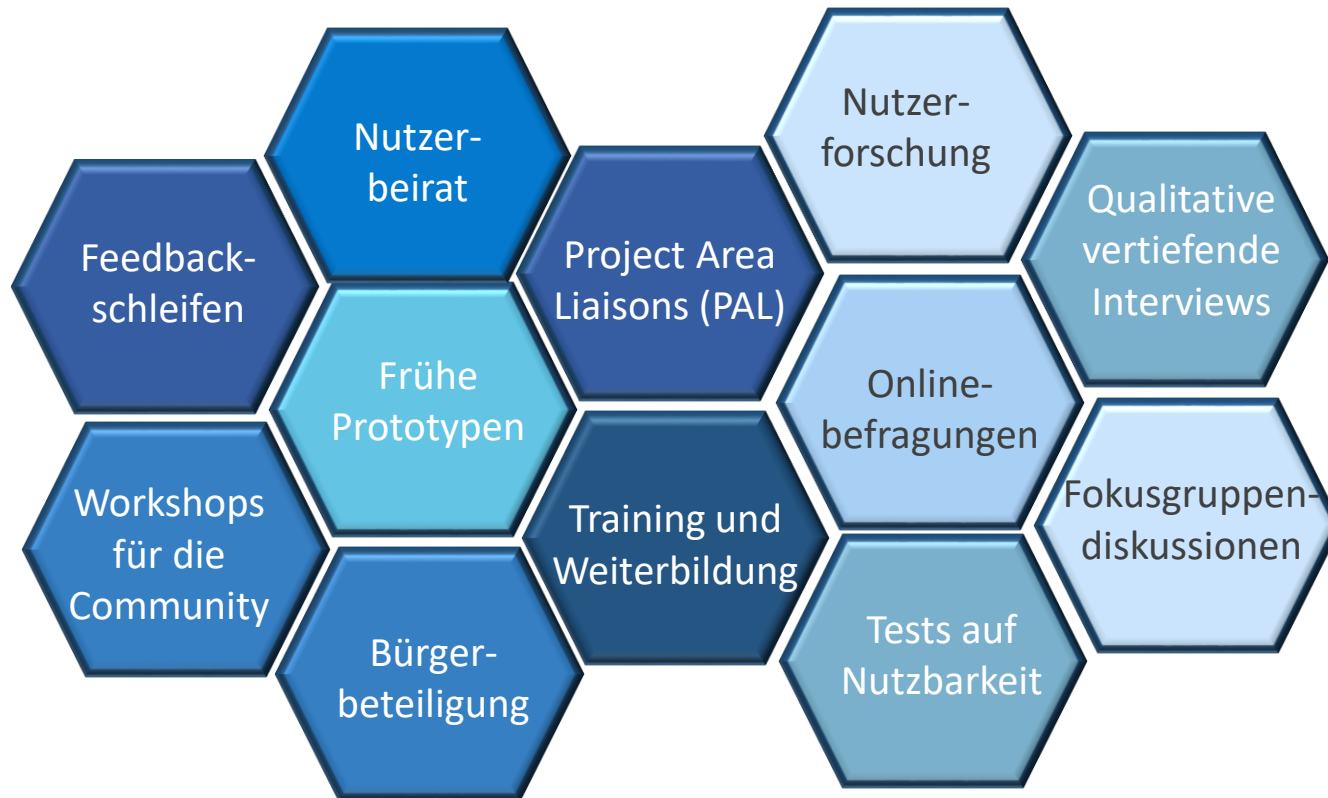 Nutzer-
beirat
Nutzer-
forschung
Feedback-
schleifen
Project Area
Liaisons (PAL)
Qualitative
vertiefende
Interviews
Frühe
Prototypen
Online-
befragungen
Workshops
für die
Community
Training und
Weiterbildung
Fokusgruppen-
diskussionen
Bürger-
beteiligung
Tests auf
Nutzbarkeit